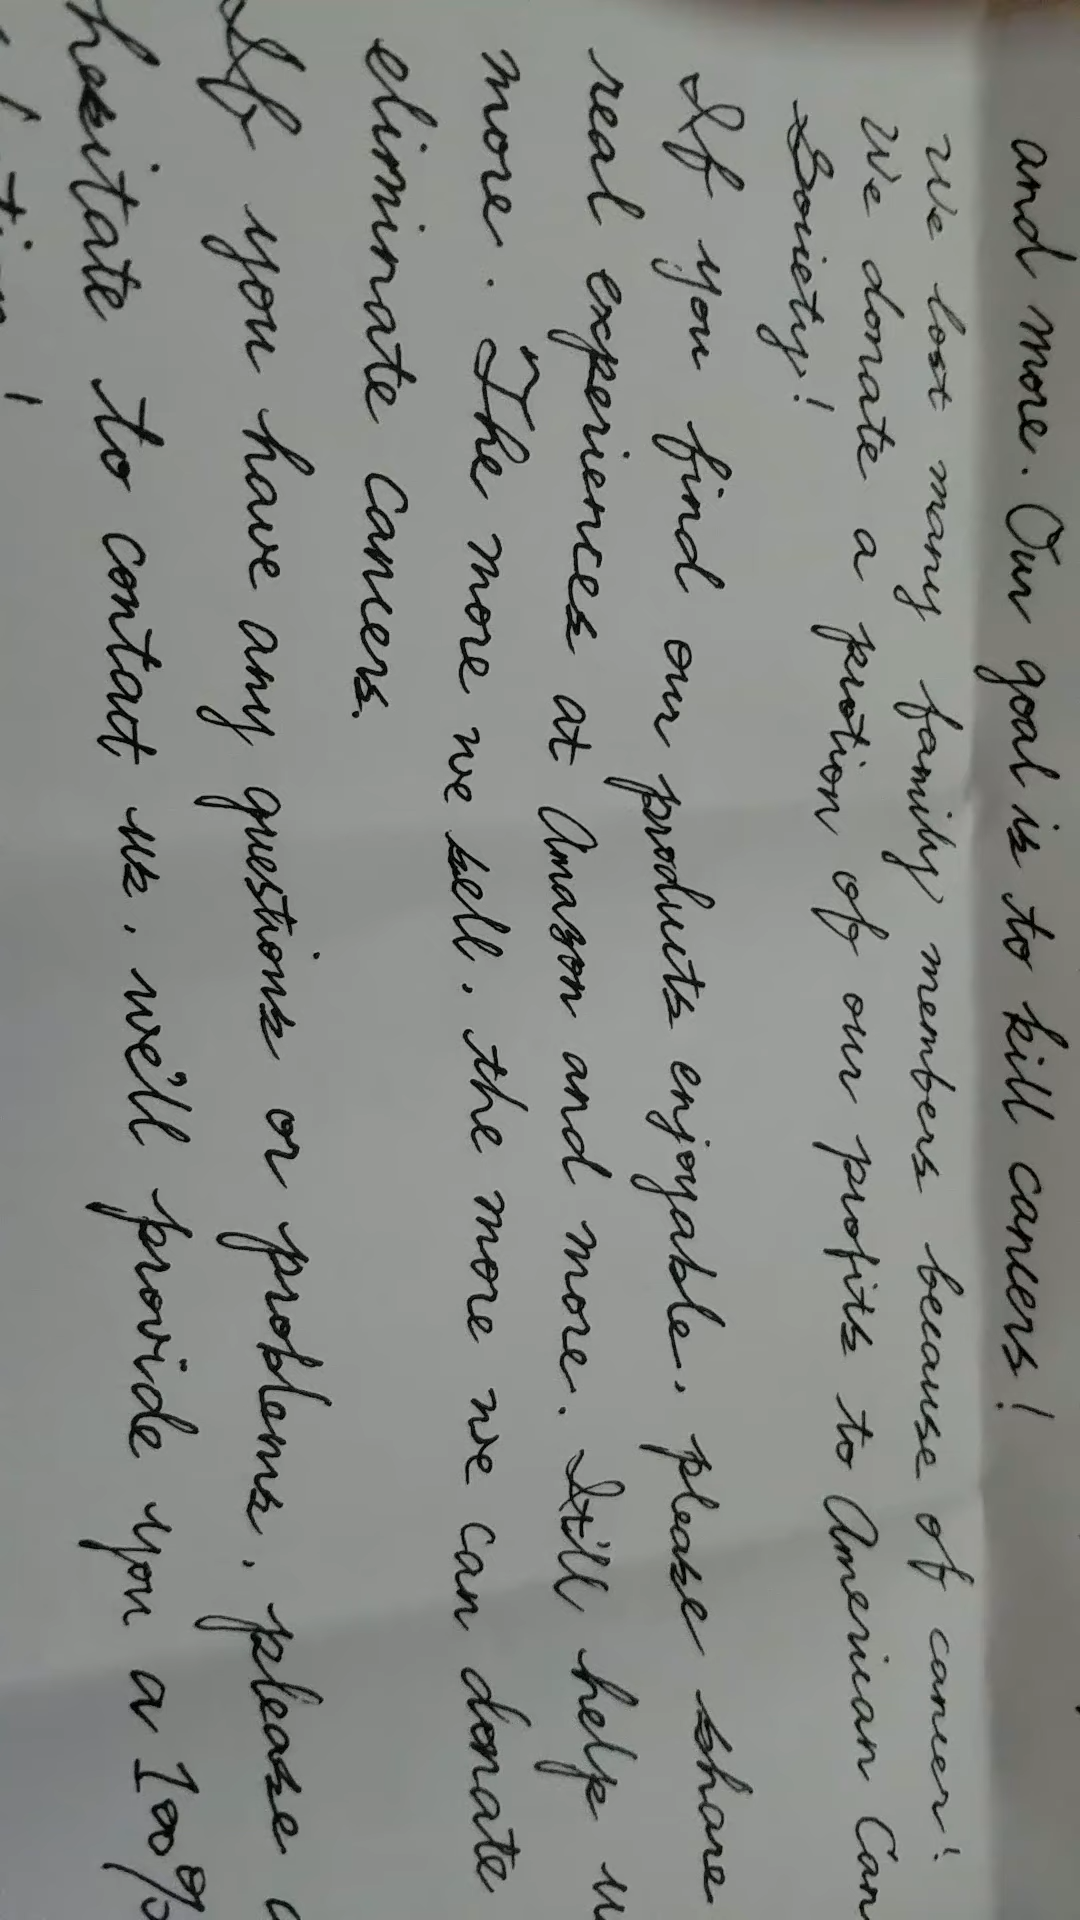 and more. Our goal is to kill cancers!
We lost many family members because of cancer!
We donate a protion of our profits to American Can
Society!
If you find our products enjoyable, please share
real experiences at Amazon and more. It'll help u
more. The more we sell, the more we can donate
eliminate cancers.
If you have any questions or problems, please
hesitate to contact us, we'll provide you a 100%